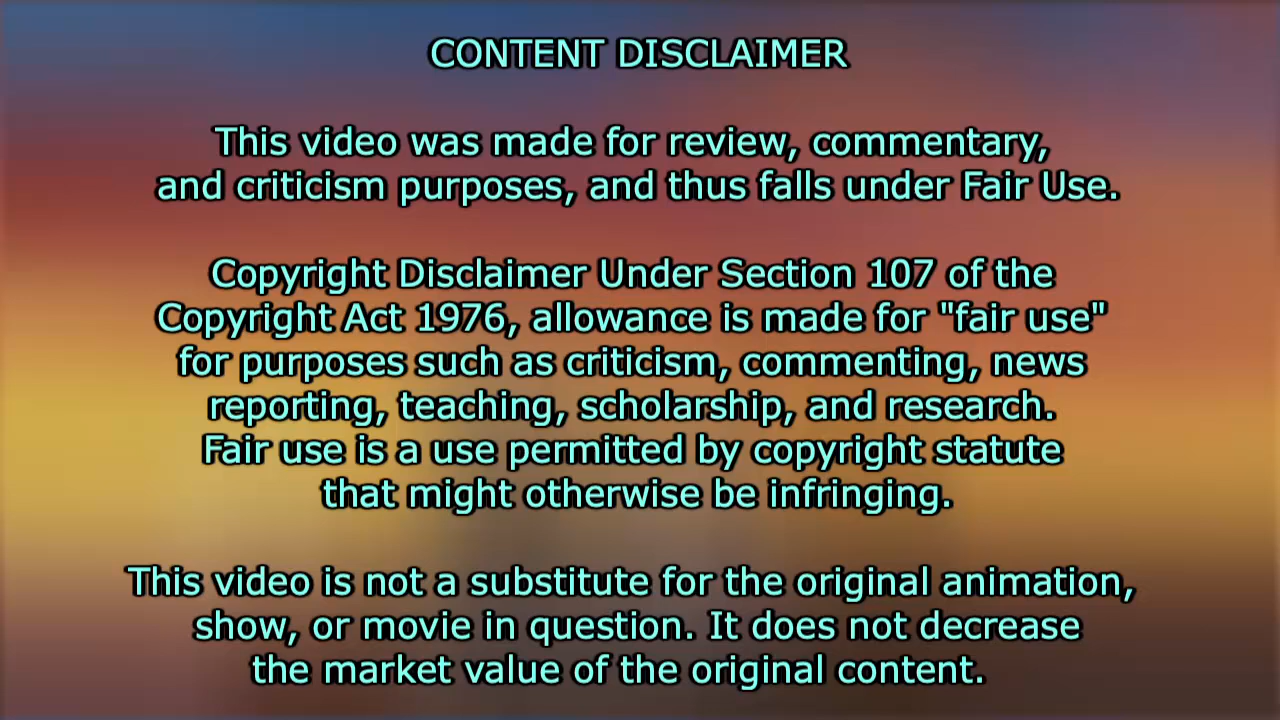 CONTENT DISCLAIMER
This video was made for review, commentary,
and criticism purposes, and thus falls under Fair Use.
Copyright Disclaimer Under Section 107 of the
Copyright Act 1976, allowance is made for "fair use"
for purposes such as criticism, commenting, news
reporting, teaching, scholarship, and research.
Fair use is a use permitted by copyright statute
that might otherwise be infringing.
This video is not a substitute for the original animation,
show, or movie in question. It does not decrease
the market value of the original content.